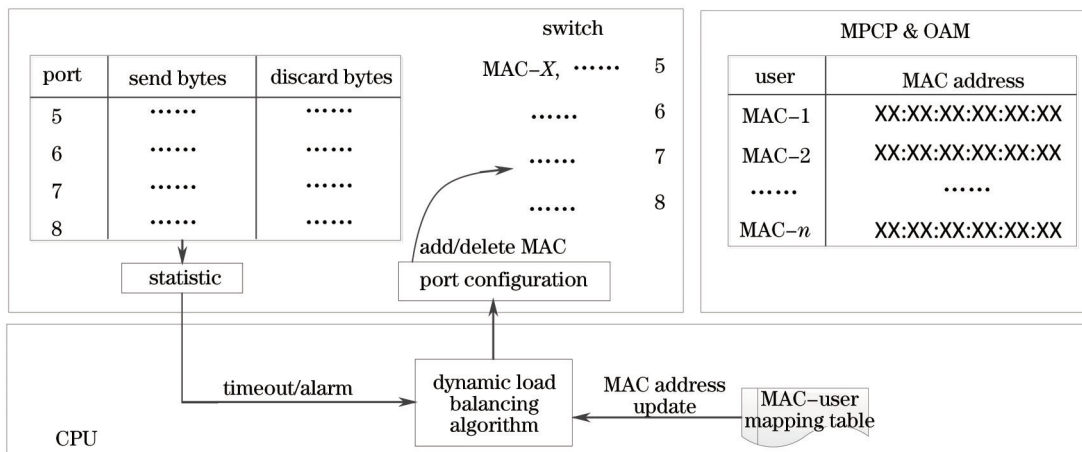 switch
port send bytes discard bytes
5 …… ……
6 …… ……
7 …… ……
8 …… ……
MAC–X, …… 5
…… 6
…… 7
…… 8
add/delete MAC
statistic
port configuration
MPCP & OAM
user MAC address
MAC–1 XX:XX:XX:XX:XX:XX
MAC–2 XX:XX:XX:XX:XX:XX
…… ……
MAC–n XX:XX:XX:XX:XX:XX
timeout/alarm
dynamic load
balancing
algorithm
MAC address
update
MAC–user
mapping table
CPU